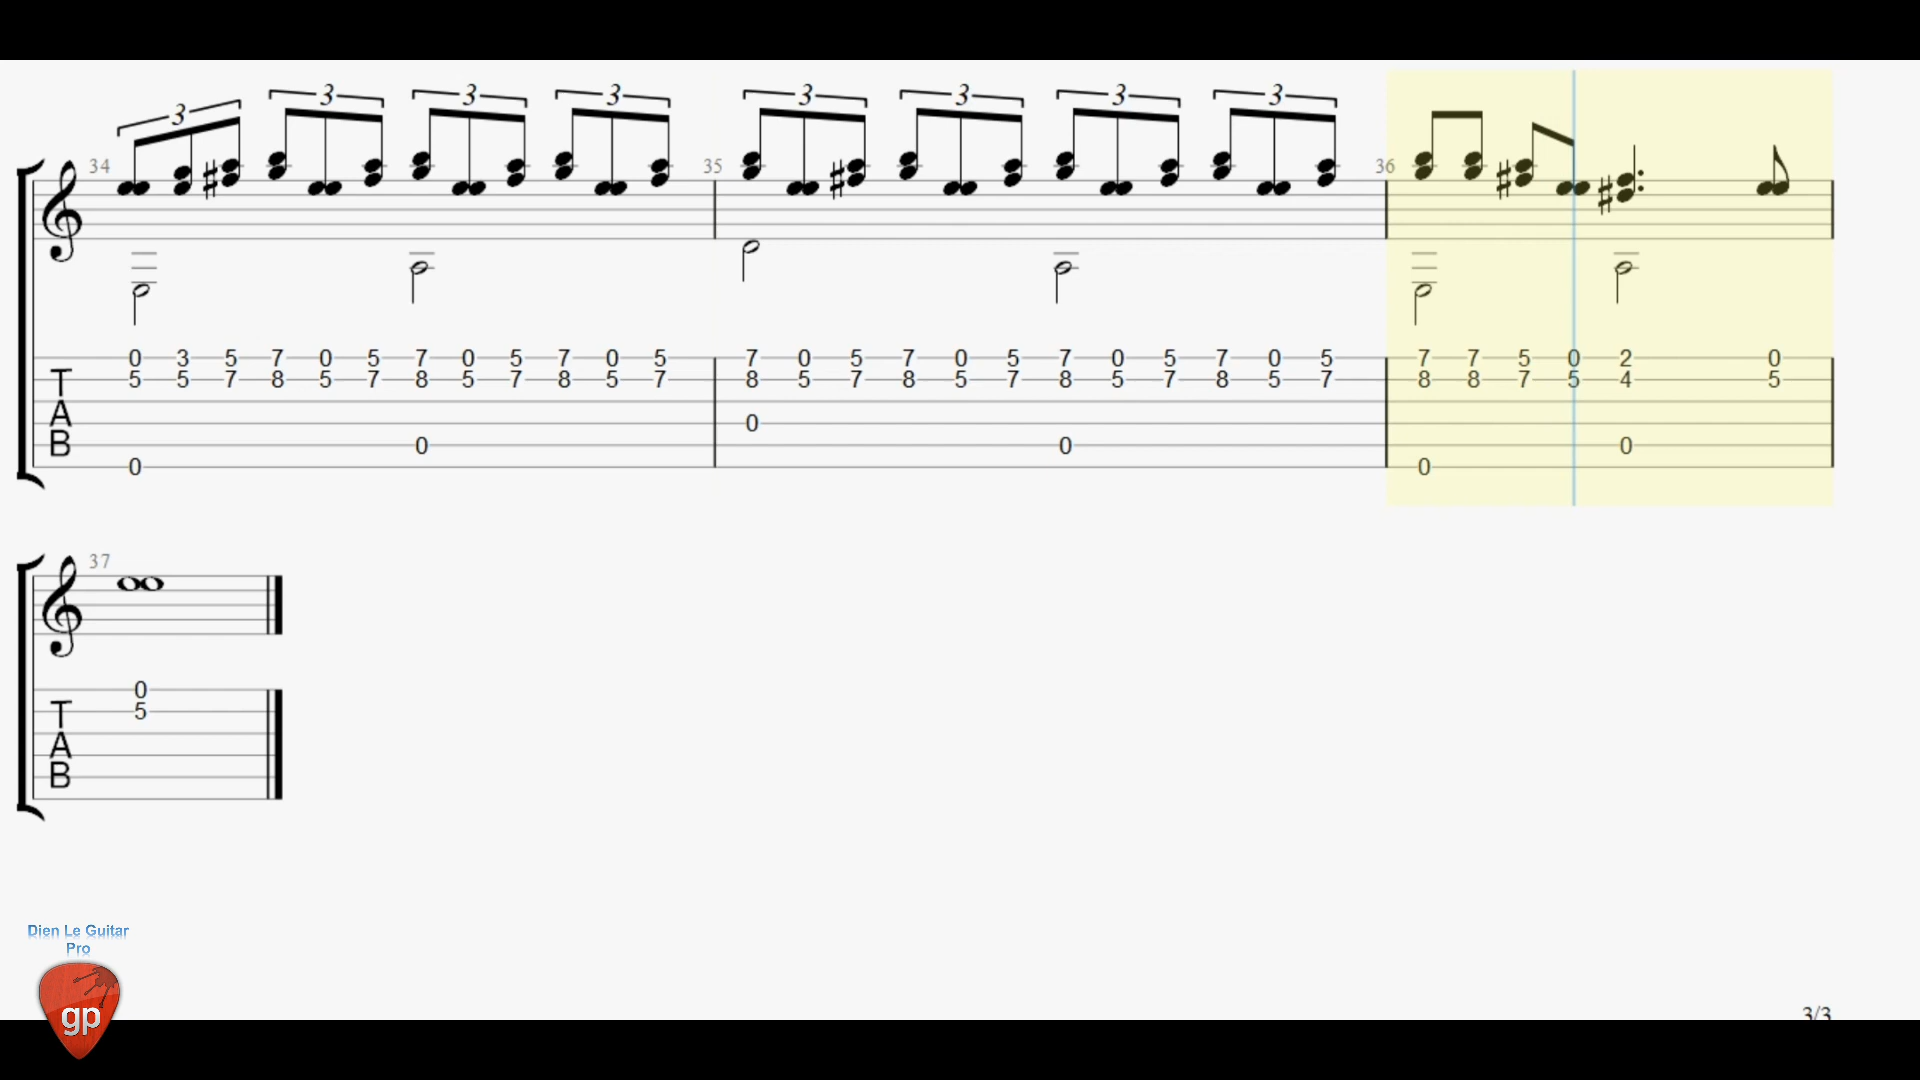 3 3 3 3 3 3 3 3
34 35 36
0 3 5 7 0 5 7 0 5 7 0 5 7 0 5 7 0 5 7 0 5 7 0 5 7 7 5 0 2 0
T 5 5 7 8 5 7 8 5 7 8 5 7 8 5 7 8 5 7 8 5 7 8 5 7 8 8 7 5 4 5
A 0
B 0 0 0
0 0
37
0
T 5
A
B
Dien Le Guitar
Pro
gp
3/3